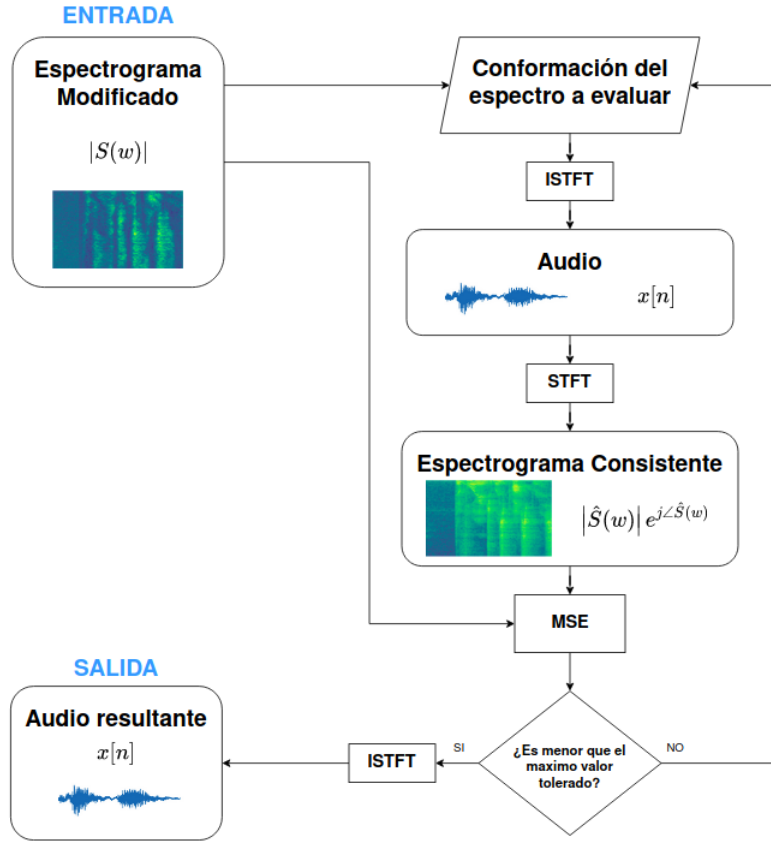 ENTRADA
Espectrograma
Modificado
|S(w)|
Conformación del
espectro a evaluar
ISTFT
Audio
x[n]
STFT
Espectrograma Consistente
|Ŝ(w)| e^{j∠Ŝ(w)}
MSE
¿Es menor que el
maximo valor
tolerado?
SI
NO
ISTFT
SALIDA
Audio resultante
x[n]